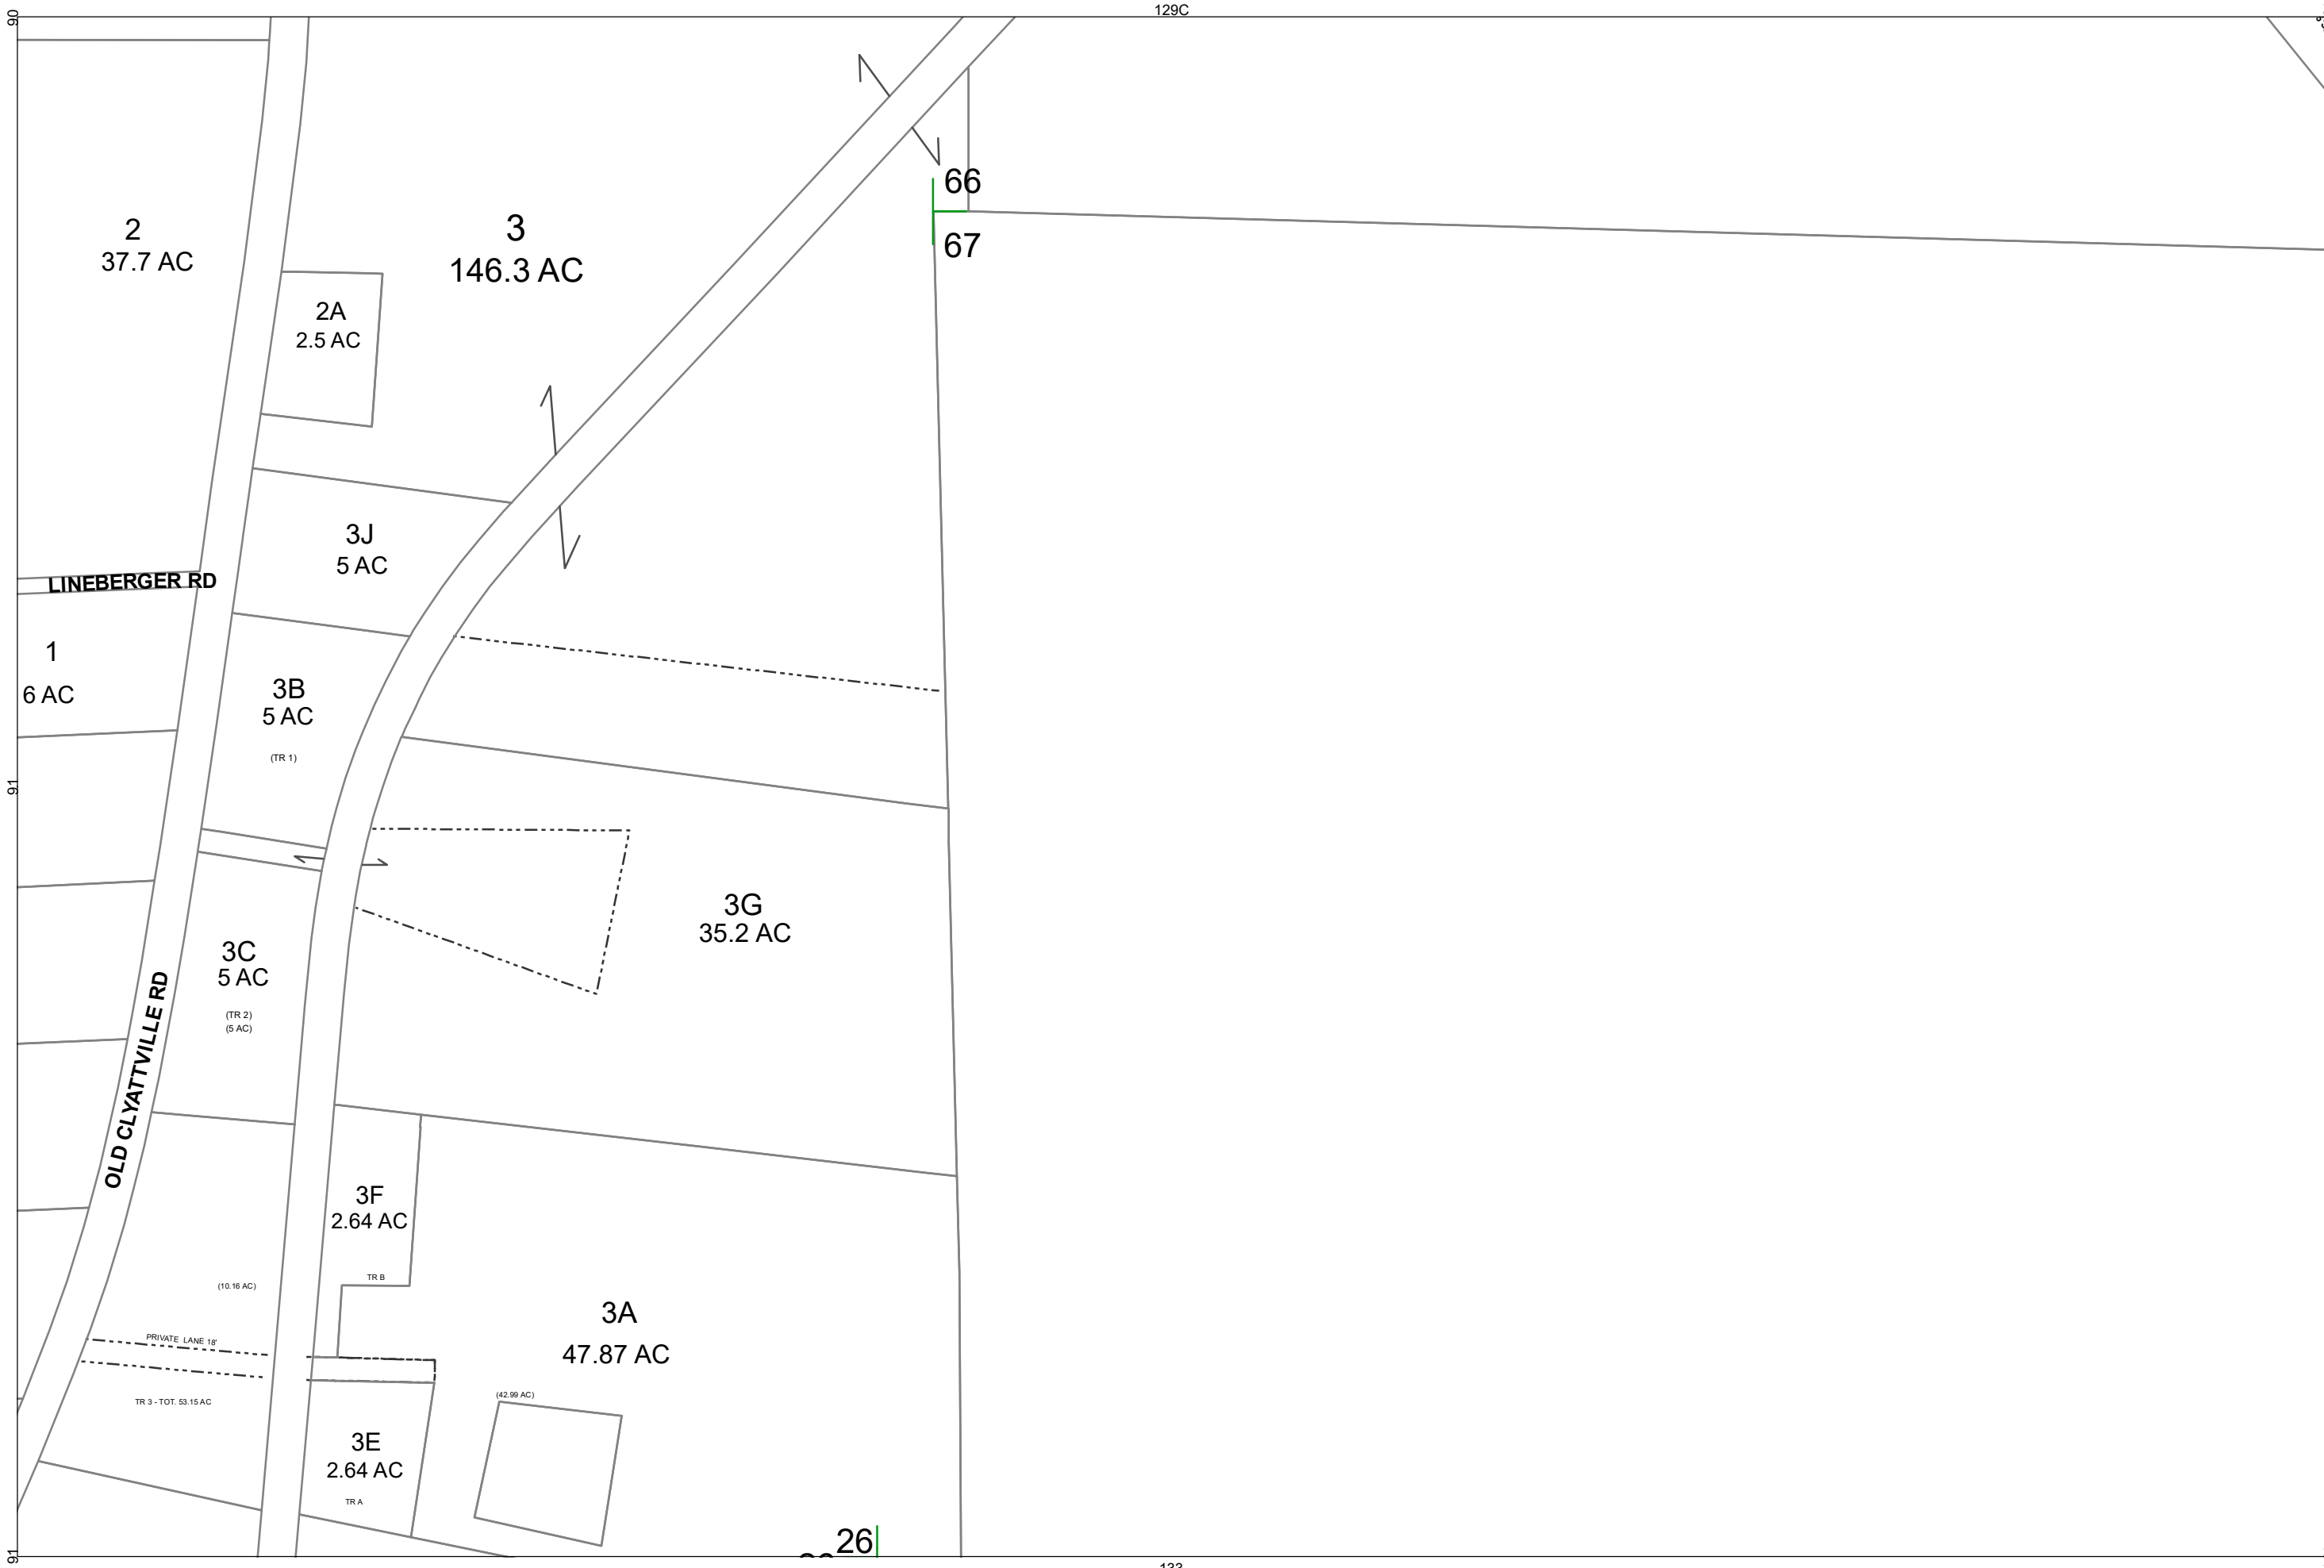 129C
90
66
67
2
37.7 AC
3
146.3 AC
2A
2.5 AC
3J
5 AC
LINEBERGER RD
1
6 AC
3B
5 AC
(TR 1)
91
3G
35.2 AC
3C
5 AC
(TR 2)
(5 AC)
OLD CLYATTVILLE RD
3F
2.64 AC
TR B
(10.16 AC)
3A
47.87 AC
PRIVATE LANE 18'
(42.99 AC)
TR 3 - TOT. 53.15 AC
3E
2.64 AC
TR A
26
91
133